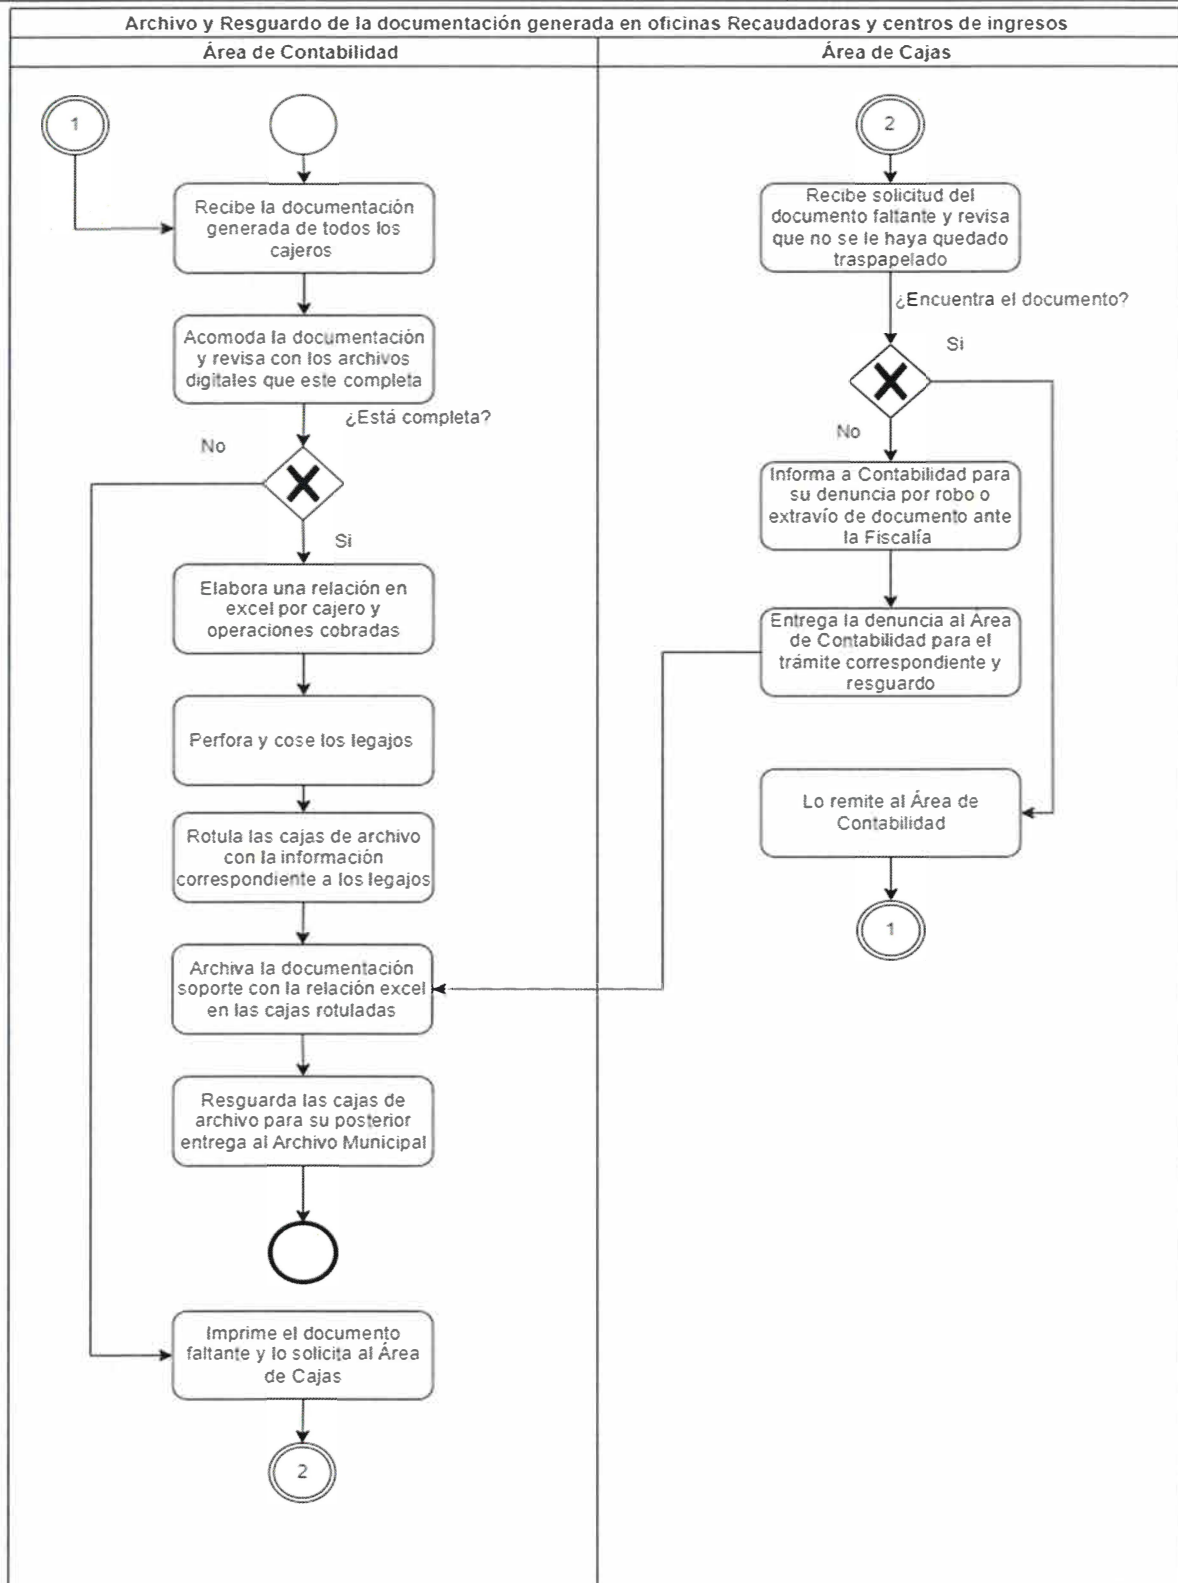 Archivo y Resguardo de la documentación generada en oficinas Recaudadoras y centros de ingresos
Área de Contabilidad
Área de Cajas
1
Recibe la documentación
generada de todos los
cajeros
Acomoda la documentación
y revisa con los archivos
digitales que este completa
¿Está completa?
No
Si
Elabora una relación en
excel por cajero y
operaciones cobradas
Perfora y cose los legajos
Rotula las cajas de archivo
con la información
correspondiente a los legajos
Archiva la documentación
soporte con la relación excel
en las cajas rotuladas
Resguarda las cajas de
archivo para su posterior
entrega al Archivo Municipal
Imprime el documento
faltante y lo solicita al Área
de Cajas
2
2
Recibe solicitud del
documento faltante y revisa
que no se le haya quedado
traspapelado
¿Encuentra el documento?
Si
No
Informa a Contabilidad para
su denuncia por robo o
extravío de documento ante
la Fiscalía
Entrega la denuncia al Área
de Contabilidad para el
trámite correspondiente y
resguardo
Lo remite al Área de
Contabilidad
1